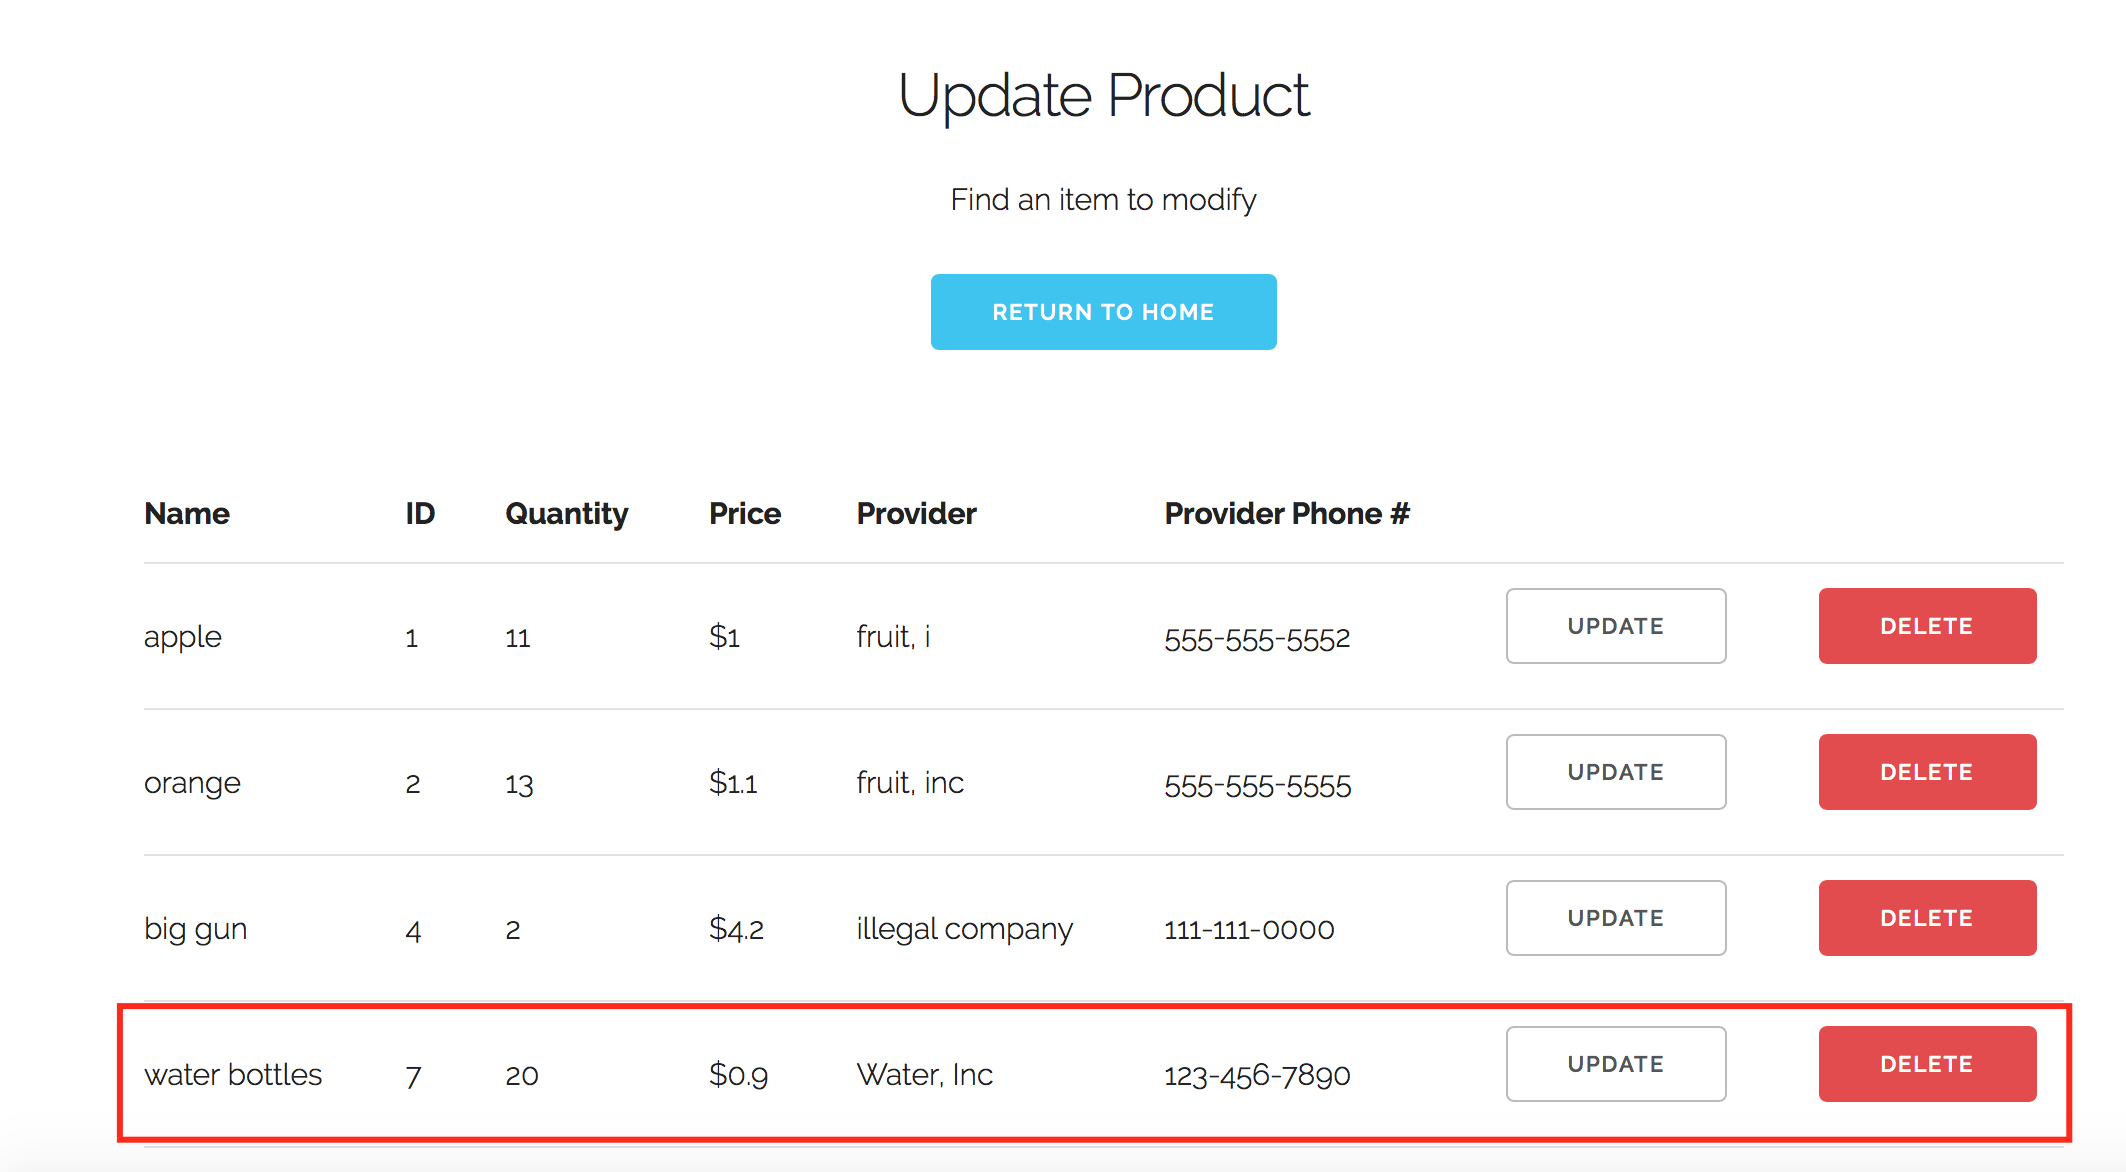 Update Product
Find an item to modify
RETURN TO HOME
Name ID Quantity Price Provider Provider Phone #
apple 1 11 $1 fruit, i 555-555-5552 UPDATE DELETE
orange 2 13 $1.1 fruit, inc 555-555-5555 UPDATE DELETE
big gun 4 2 $4.2 illegal company 111-111-0000 UPDATE DELETE
water bottles 7 20 $0.9 Water, Inc 123-456-7890 UPDATE DELETE